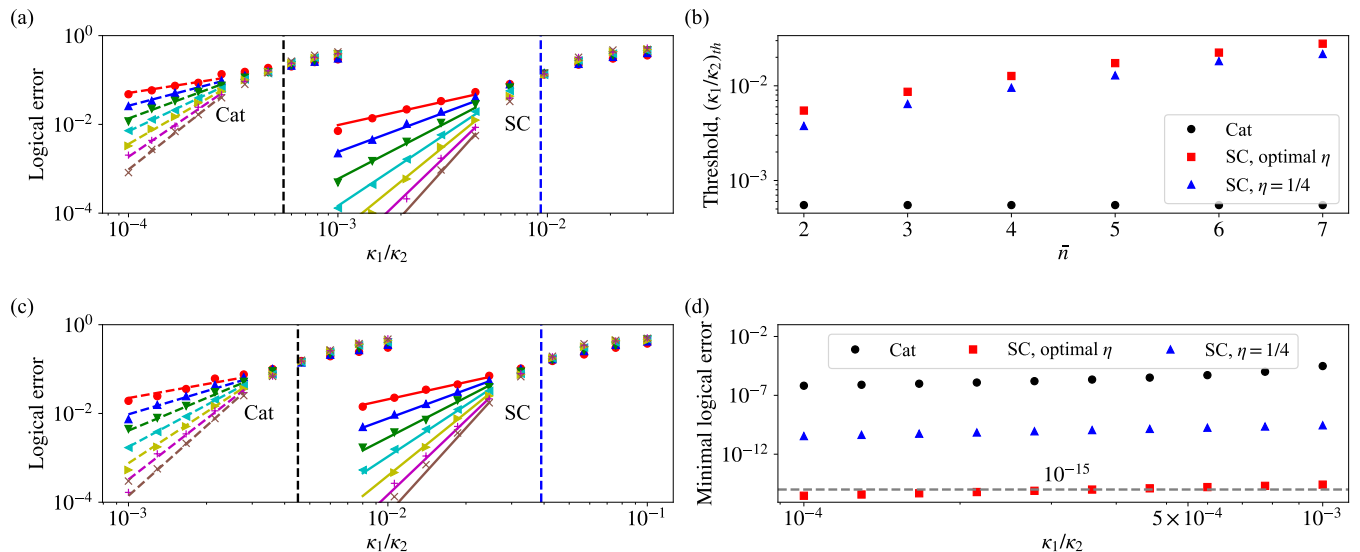 (a)
Logical error
10⁰
10⁻²
10⁻⁴
Cat
SC
10⁻⁴
10⁻³
10⁻²
κ₁/κ₂
(b)
Threshold, (κ₁/κ₂)ₜₕ
10⁻²
10⁻³
Cat
SC, optimal η
SC, η = 1/4
2
3
4
5
6
7
n̄
(c)
Logical error
10⁰
10⁻²
10⁻⁴
Cat
SC
10⁻³
10⁻²
10⁻¹
κ₁/κ₂
(d)
Minimal logical error
10⁻²
10⁻⁷
10⁻¹²
Cat
SC, optimal η
SC, η = 1/4
10⁻¹⁵
10⁻⁴
5 × 10⁻⁴
10⁻³
κ₁/κ₂